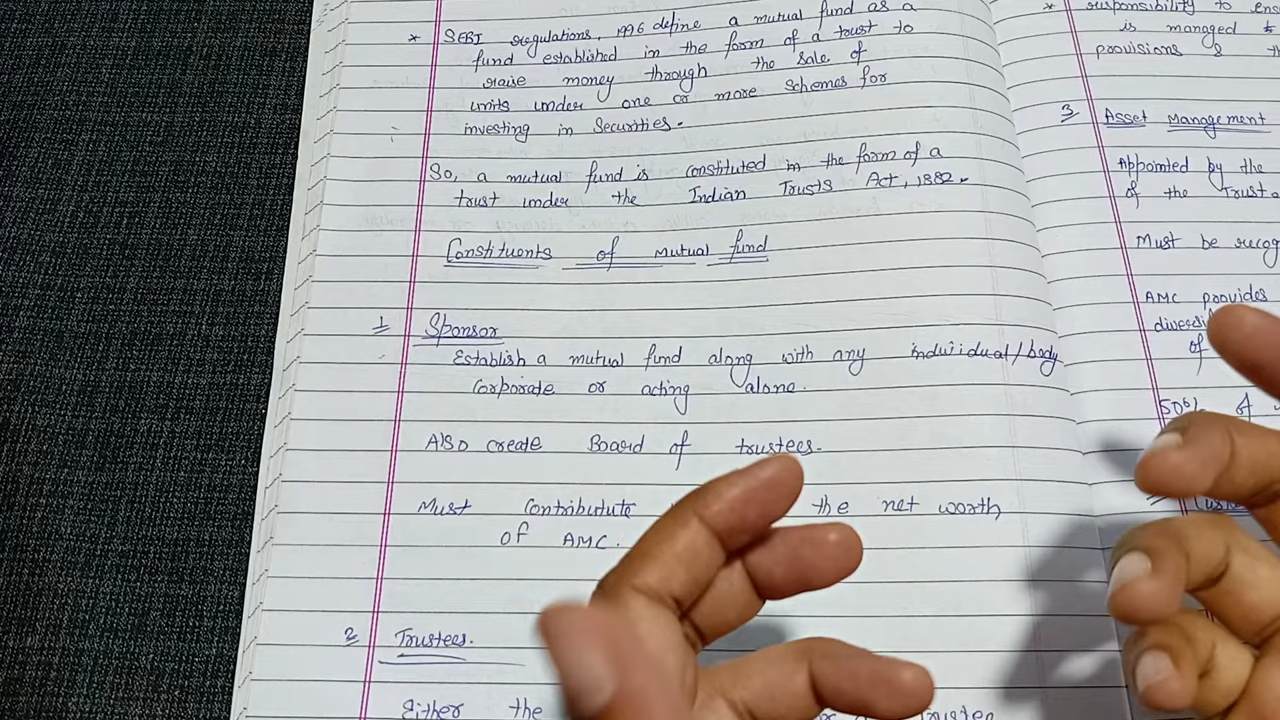 * SEBI regulations, 1996 define a mutual fund as a
fund established in the form of a trust to
raise money through the sale of
units under one or more schemes for
investing in Securities.
So, a mutual fund is constituted in the form of a
trust under the Indian Trusts Act, 1882.
Constituents of Mutual fund
1 Sponsor
Establish a mutual fund along with any individual/body
Corporate or acting alone.
Also create Board of trustees.
Must Contributute the net worth
of AMC.
2 Trustees.
Either the
* responsibility to
is managed
provisions &
3 Asset Management
Appointed by the
of the Trust
Must be
AMC provides
of
50% of